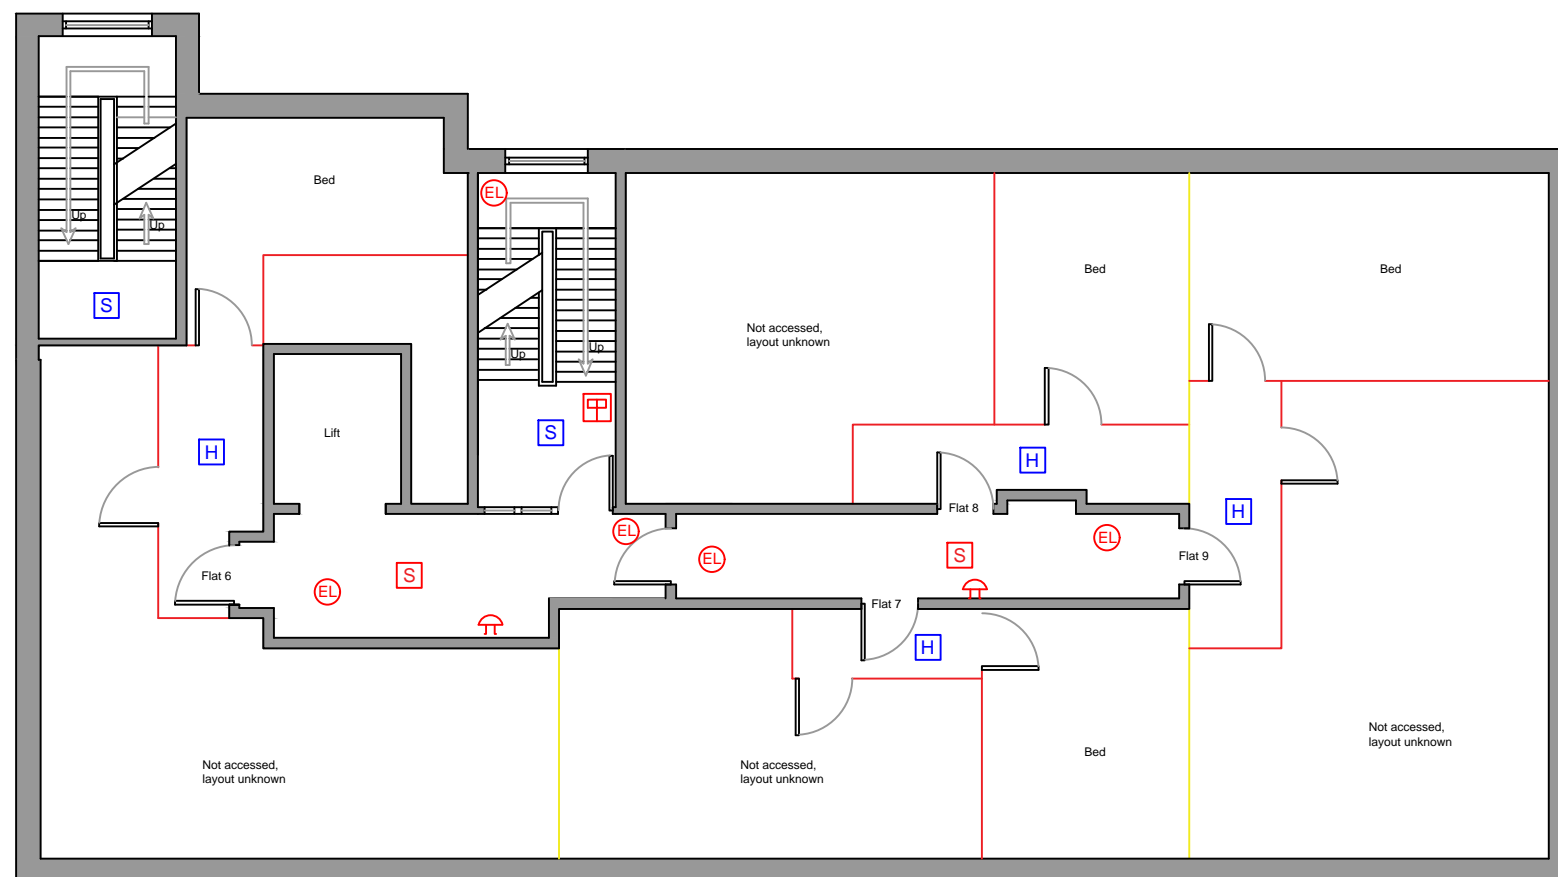 Bed
EL
Up
Up
Bed
Bed
S
Not accessed,
layout unknown
Up
Up
Lift
S
H
H
Flat 8
H
EL
EL
EL
S
Flat 9
Flat 6
S
EL
Flat 7
H
Not accessed,
layout unknown
Bed
Not accessed,
layout unknown
Not accessed,
layout unknown